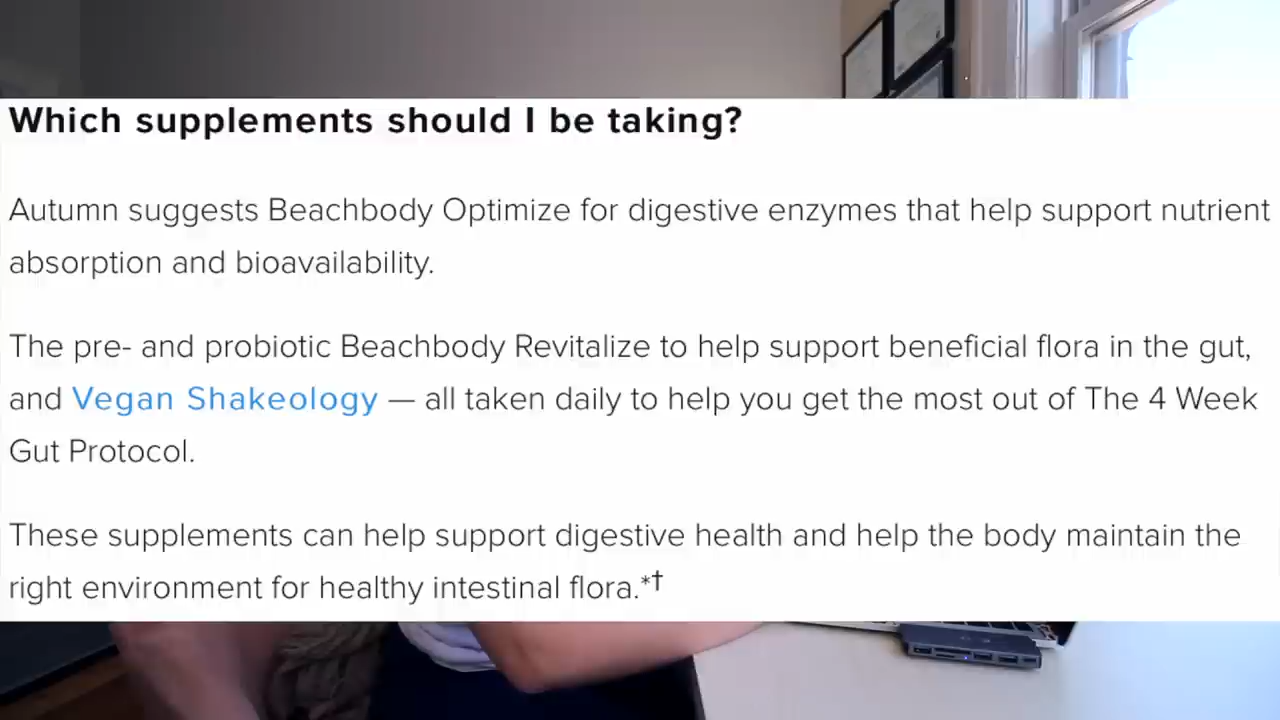 Which supplements should I be taking?
Autumn suggests Beachbody Optimize for digestive enzymes that help support nutrient
absorption and bioavailability.
The pre- and probiotic Beachbody Revitalize to help support beneficial flora in the gut,
and Vegan Shakeology — all taken daily to help you get the most out of The 4 Week
Gut Protocol.
These supplements can help support digestive health and help the body maintain the
right environment for healthy intestinal flora.*†